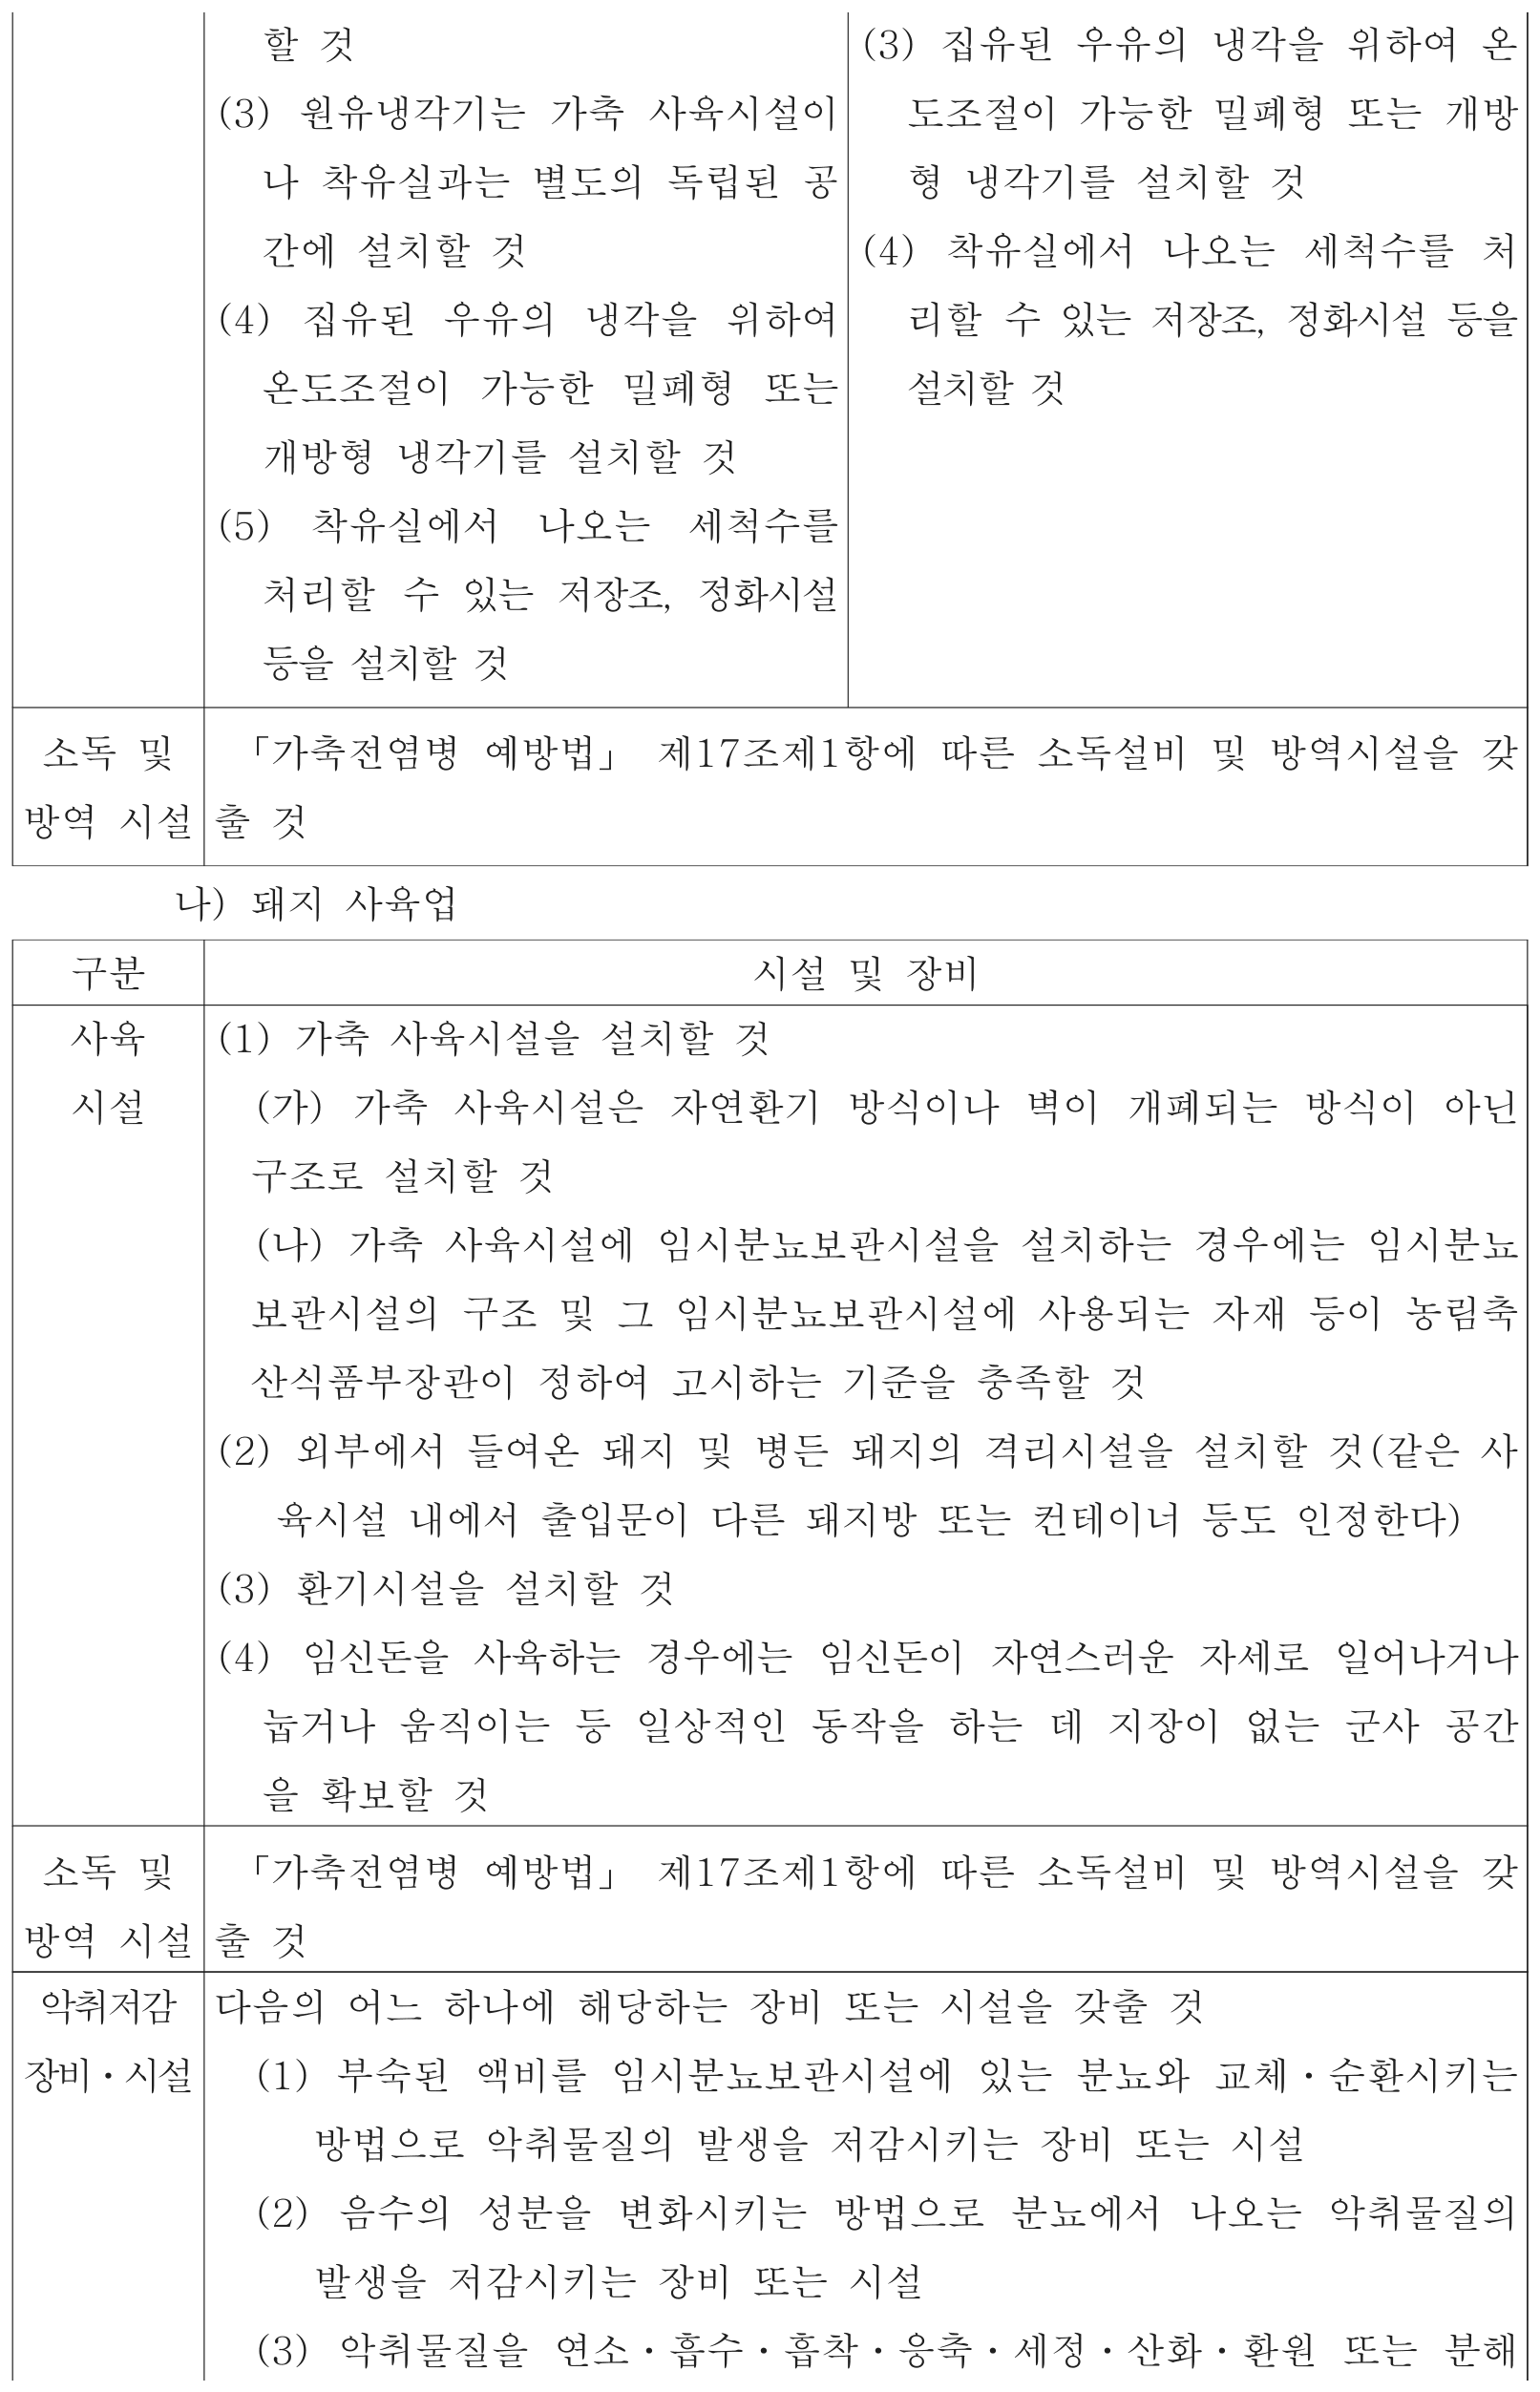 할 것
(3) 원유냉각기는 가축 사육시설이
나 착유실과는 별도의 독립된 공
간에 설치할 것
(4) 집유된 우유의 냉각을 위하여
온도조절이 가능한 밀폐형 또는
개방형 냉각기를 설치할 것
(5) 착유실에서 나오는 세척수를
처리할 수 있는 저장조, 정화시설
등을 설치할 것
(3) 집유된 우유의 냉각을 위하여 온
도조절이 가능한 밀폐형 또는 개방
형 냉각기를 설치할 것
(4) 착유실에서 나오는 세척수를 처
리할 수 있는 저장조, 정화시설 등을
설치할 것
소독 및
방역 시설
「가축전염병 예방법」 제17조제1항에 따른 소독설비 및 방역시설을 갖
출 것
나) 돼지 사육업
구분
시설 및 장비
사육
시설
(1) 가축 사육시설을 설치할 것
(가) 가축 사육시설은 자연환기 방식이나 벽이 개폐되는 방식이 아닌
구조로 설치할 것
(나) 가축 사육시설에 임시분뇨보관시설을 설치하는 경우에는 임시분뇨
보관시설의 구조 및 그 임시분뇨보관시설에 사용되는 자재 등이 농림축
산식품부장관이 정하여 고시하는 기준을 충족할 것
(2) 외부에서 들여온 돼지 및 병든 돼지의 격리시설을 설치할 것(같은 사
육시설 내에서 출입문이 다른 돼지방 또는 컨테이너 등도 인정한다)
(3) 환기시설을 설치할 것
(4) 임신돈을 사육하는 경우에는 임신돈이 자연스러운 자세로 일어나거나
눕거나 움직이는 등 일상적인 동작을 하는 데 지장이 없는 군사 공간
을 확보할 것
소독 및
방역 시설
「가축전염병 예방법」 제17조제1항에 따른 소독설비 및 방역시설을 갖
출 것
악취저감
장비·시설
다음의 어느 하나에 해당하는 장비 또는 시설을 갖출 것
(1) 부숙된 액비를 임시분뇨보관시설에 있는 분뇨와 교체·순환시키는
방법으로 악취물질의 발생을 저감시키는 장비 또는 시설
(2) 음수의 성분을 변화시키는 방법으로 분뇨에서 나오는 악취물질의
발생을 저감시키는 장비 또는 시설
(3) 악취물질을 연소·흡수·흡착·응축·세정·산화·환원 또는 분해